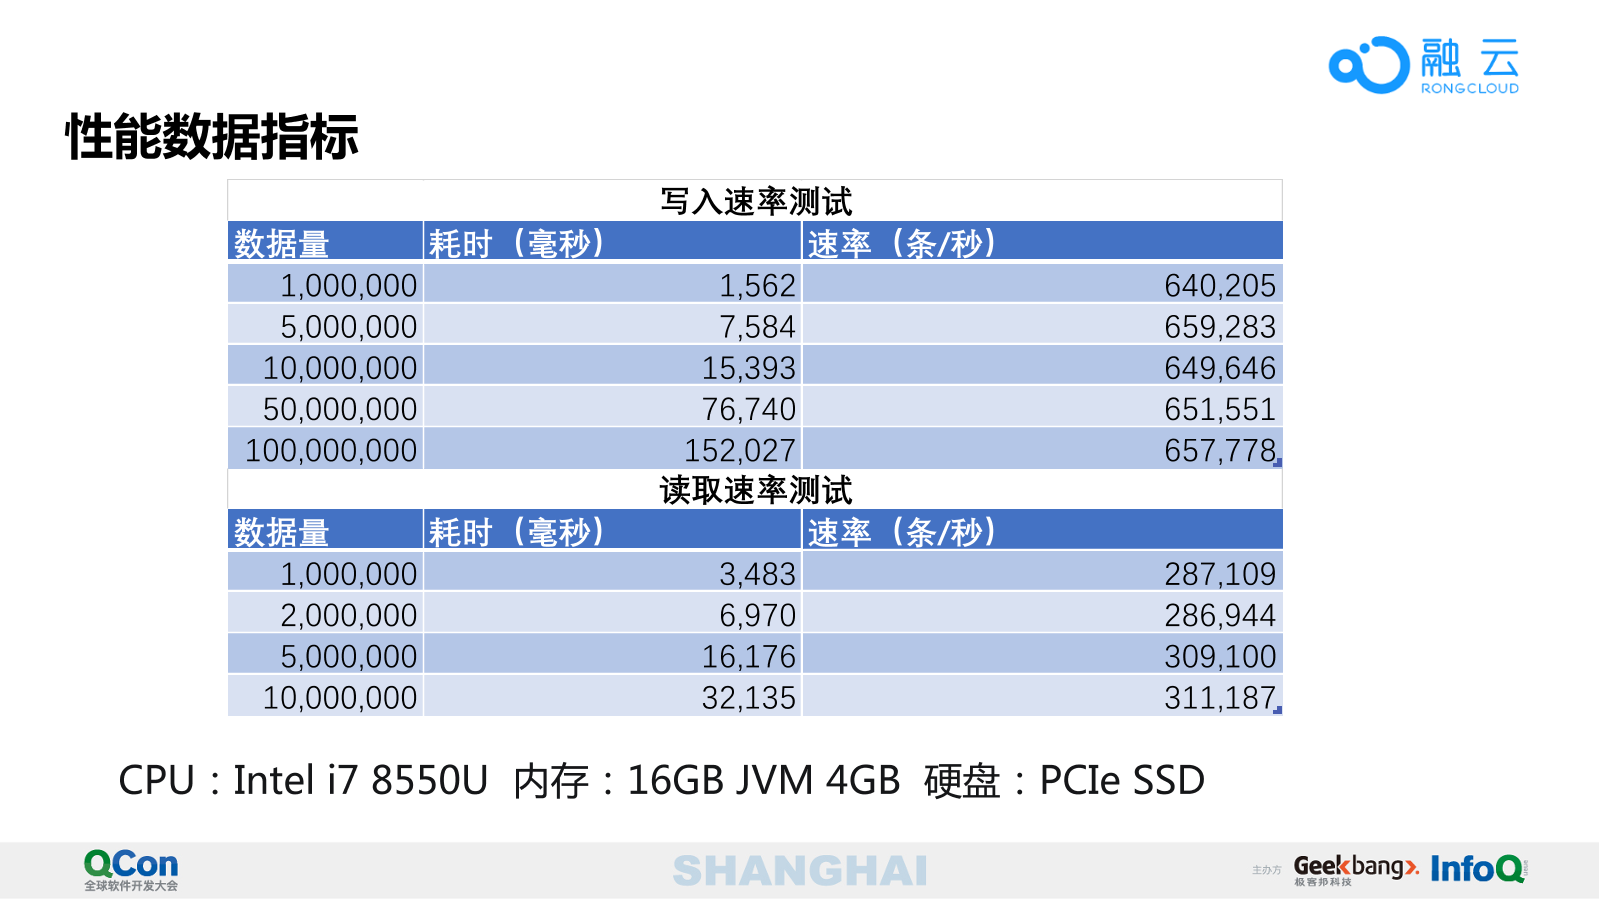 融云
RONGCLOUD
性能数据指标
写入速率测试
数据量 耗时（毫秒） 速率（条/秒）
1,000,000 1,562 640,205
5,000,000 7,584 659,283
10,000,000 15,393 649,646
50,000,000 76,740 651,551
100,000,000 152,027 657,778
读取速率测试
数据量 耗时（毫秒） 速率（条/秒）
1,000,000 3,483 287,109
2,000,000 6,970 286,944
5,000,000 16,176 309,100
10,000,000 32,135 311,187
CPU：Intel i7 8550U 内存：16GB JVM 4GB 硬盘：PCIe SSD
QCon
全球软件开发大会
SHANGHAI
主办方
Geekbang>.
极客邦科技
InfoQ